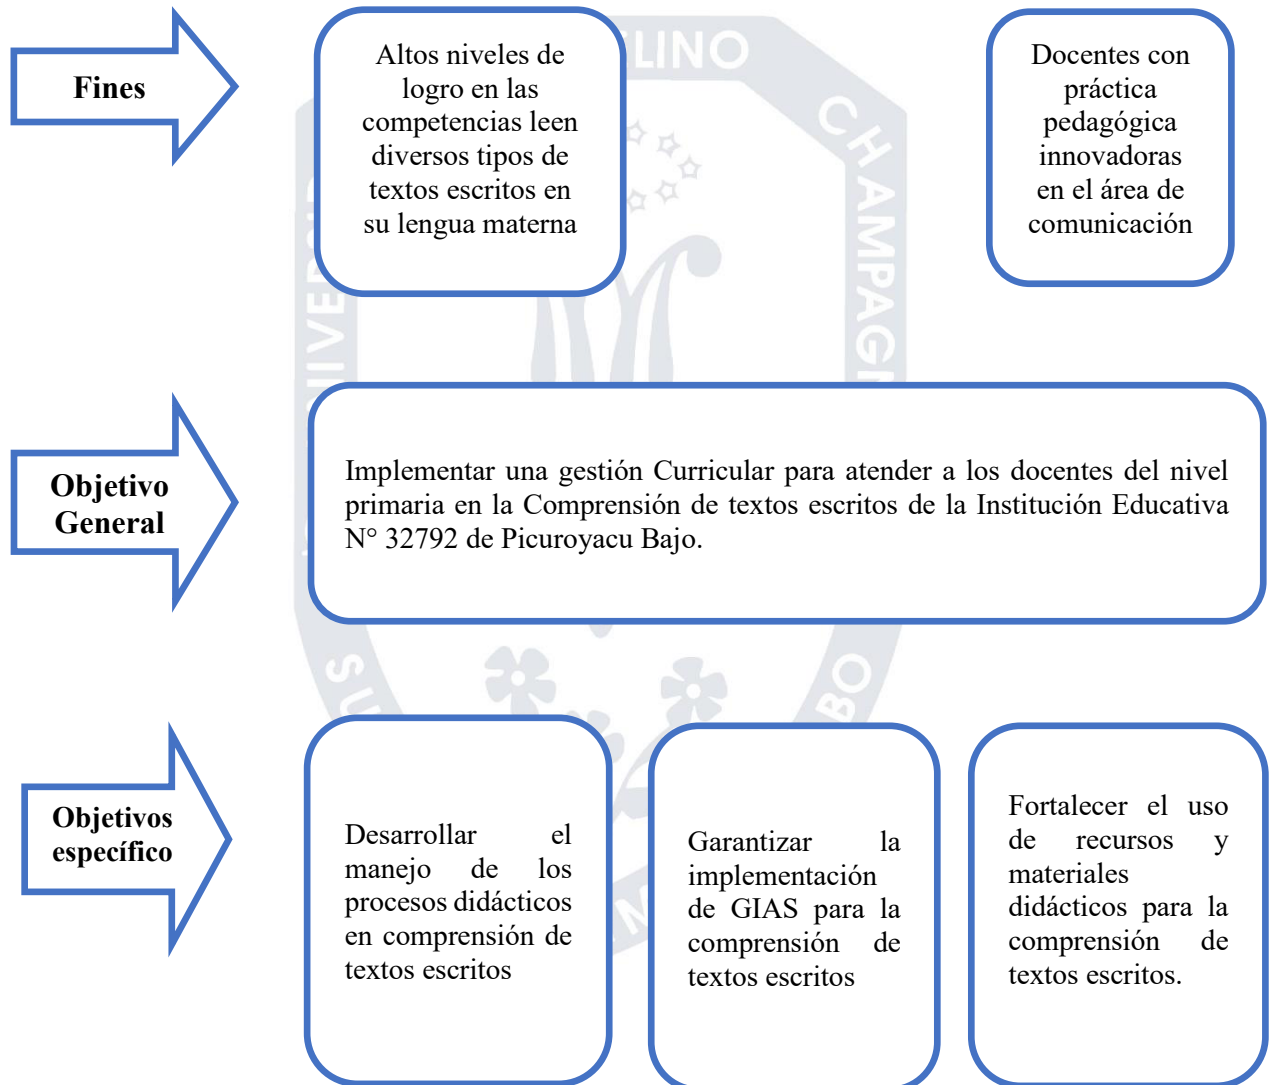 Fines
Altos niveles de
logro en las
competencias leen
diversos tipos de
textos escritos en
su lengua materna
Docentes con
práctica
pedagógica
innovadoras
en el área de
comunicación
Objetivo
General
Implementar una gestión Curricular para atender a los docentes del nivel
primaria en la Comprensión de textos escritos de la Institución Educativa
N° 32792 de Picuroyacu Bajo.
Objetivos
específico
Desarrollar el
manejo de los
procesos didácticos
en comprensión de
textos escritos
Garantizar la
implementación
de GIAS para la
comprensión de
textos escritos
Fortalecer el uso
de recursos y
materiales
didácticos para la
comprensión de
textos escritos.